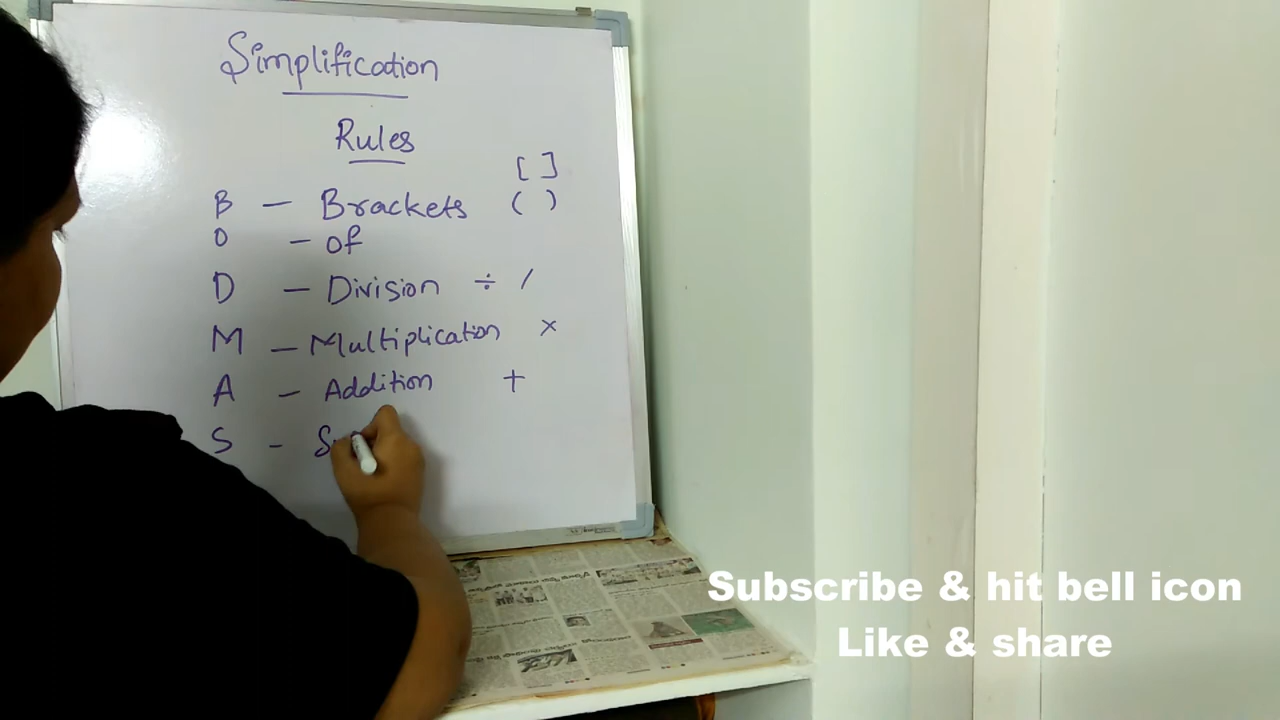 Simplification
Rules
[ ]
B - Brackets ( )
O - Of
D - Division ÷ /
M - Multiplication ×
A - Addition +
S -
Subscribe & hit bell icon
Like & share